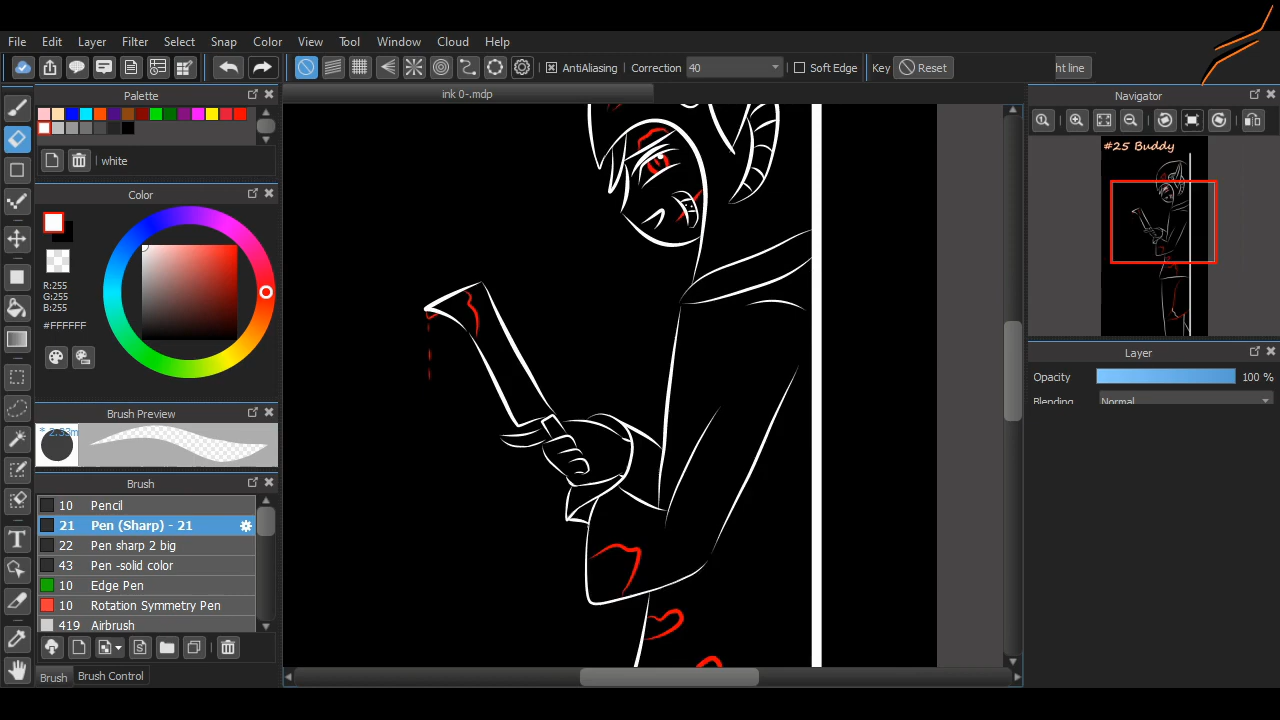 File Edit Layer Filter Select Snap Color View Tool Window Cloud Help
AntiAliasing Correction 40 Soft Edge Key Reset ht line
Palette
white
Color
R:255
G:255
B:255
#FFFFFF
Brush Preview
Brush
10 Pencil
21 Pen (Sharp) - 21
22 Pen sharp 2 big
43 Pen -solid color
10 Edge Pen
10 Rotation Symmetry Pen
419 Airbrush
Brush Brush Control
ink 0-.mdp
Navigator
#25 Buddy
Layer
Opacity 100 %
Blending Normal